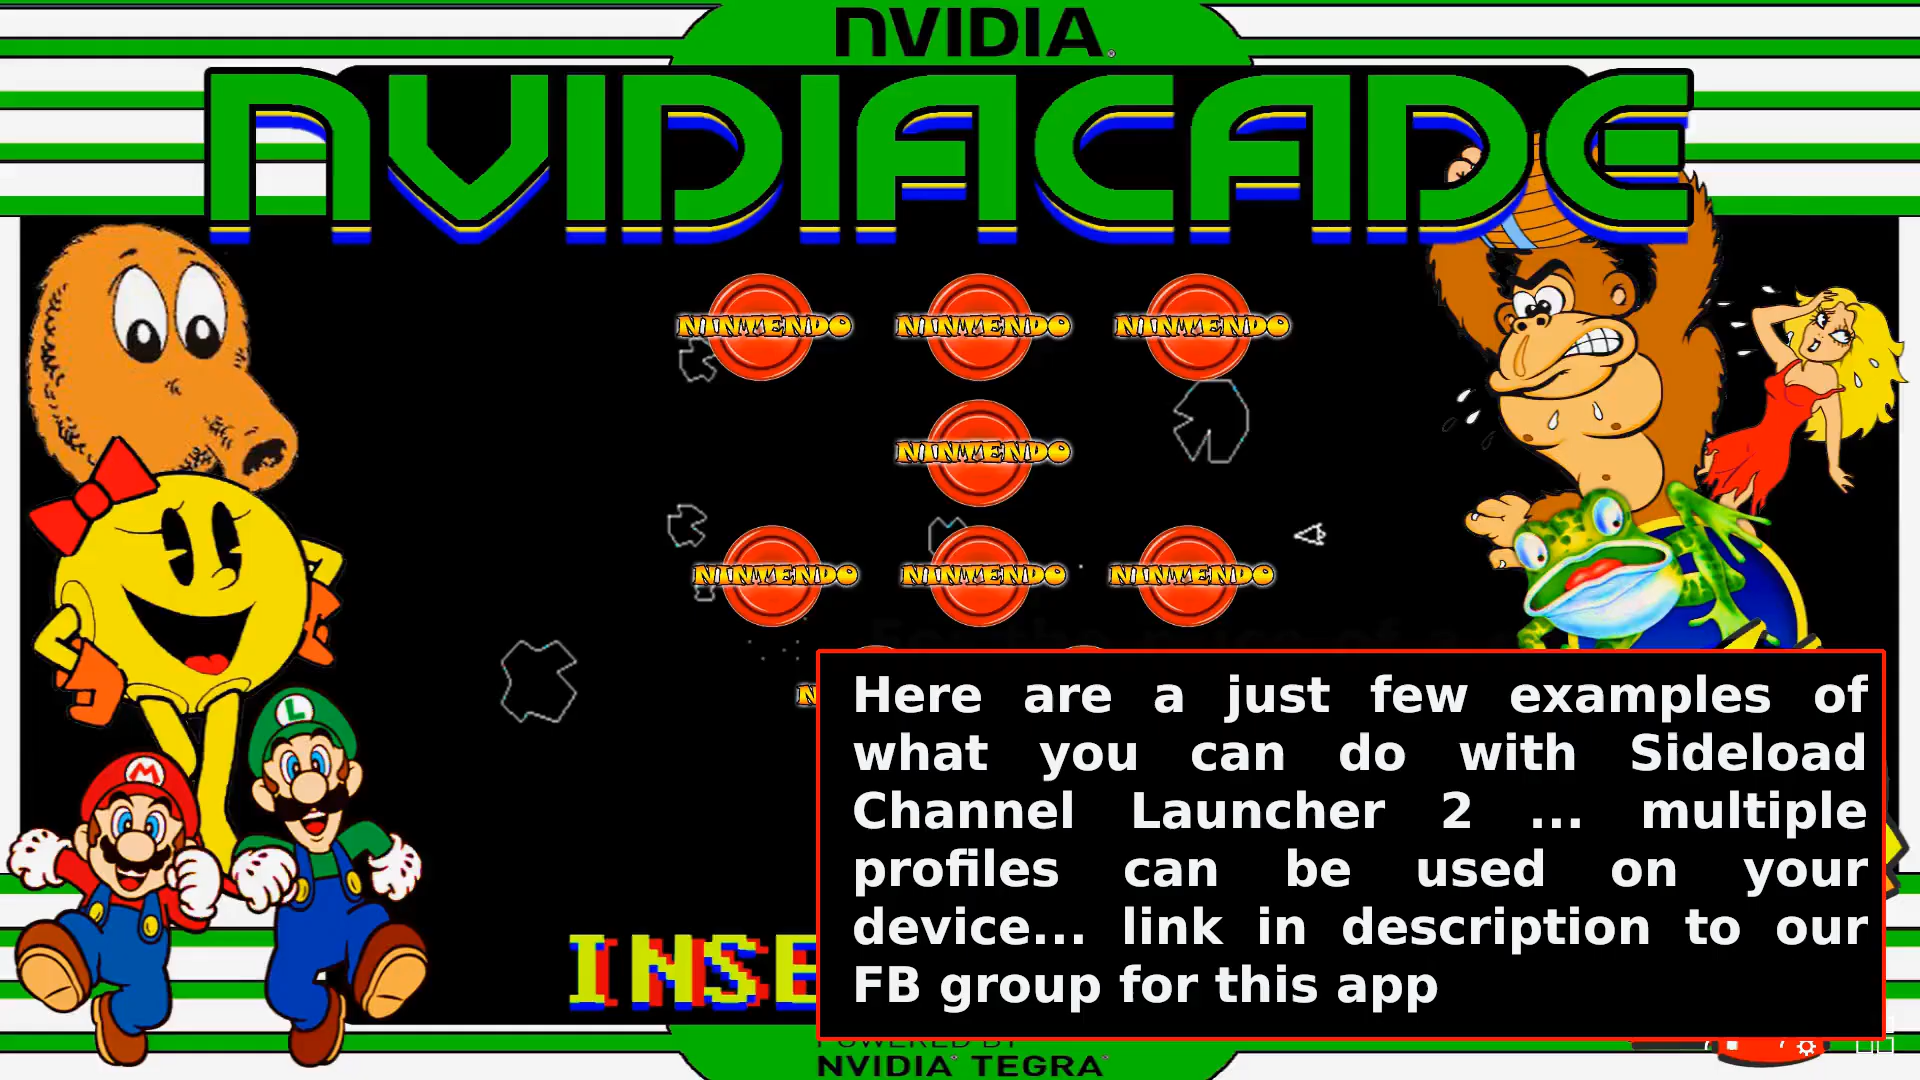 NVIDIA
NVIDIACADE
NINTENDO NINTENDO NINTENDO
NINTENDO
NINTENDO NINTENDO NINTENDO
L
M
Here are a just few examples of
what you can do with Sideload
Channel Launcher 2 ... multiple
profiles can be used on your
device... link in description to our
FB group for this app
INSE
POWERED BY
NVIDIA TEGRA